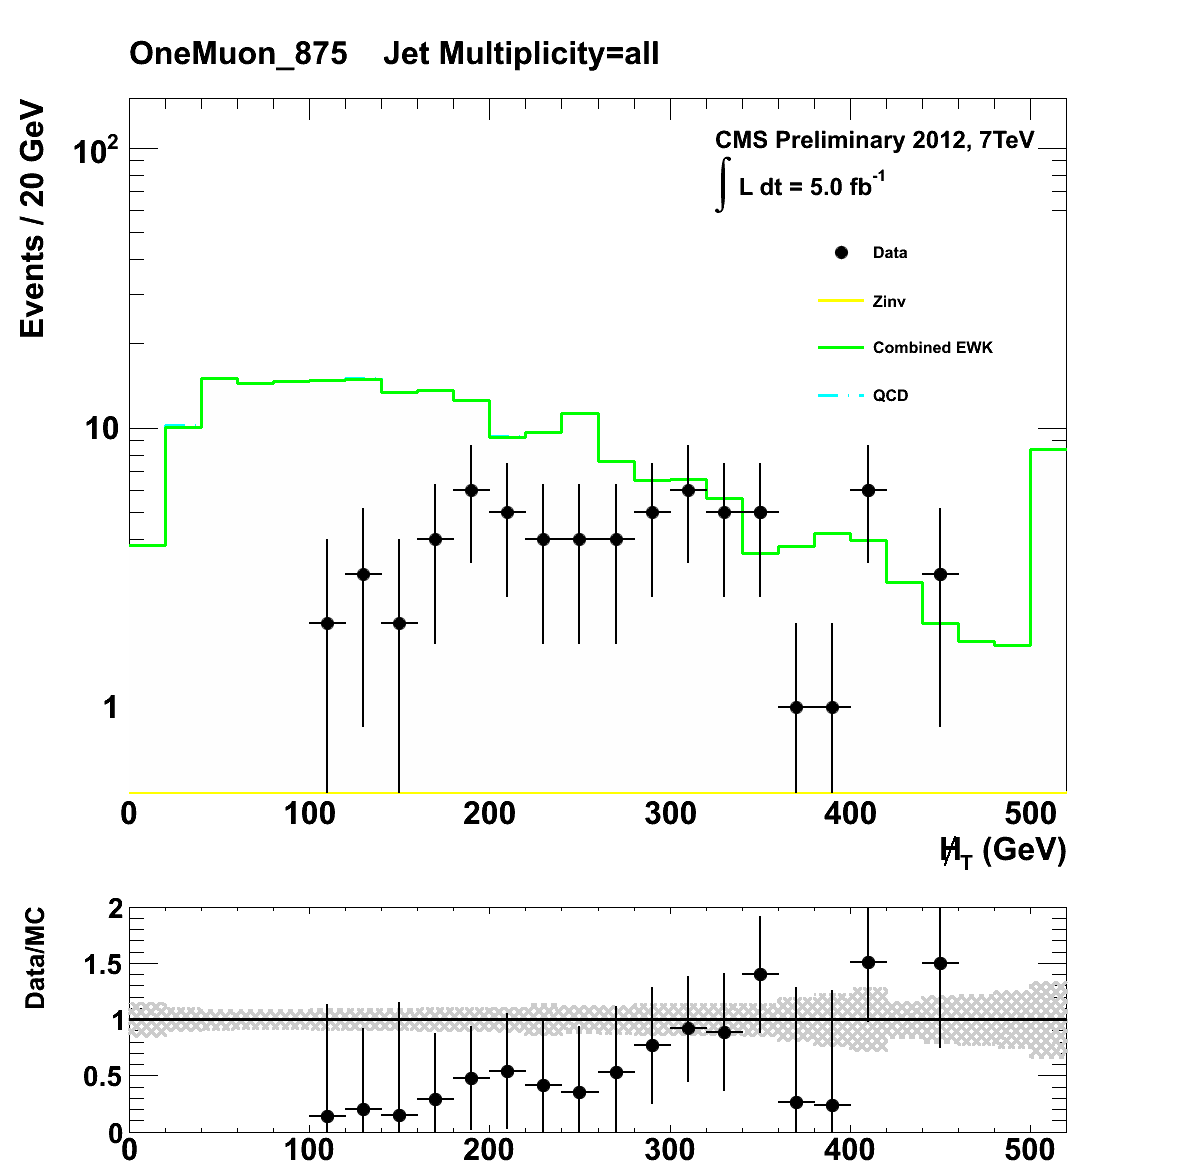 OneMuon_875 Jet Multiplicity=all
Events / 20 GeV
10²
10
1
CMS Preliminary 2012, 7TeV
∫ L dt = 5.0 fb⁻¹
Data
Zinv
Combined EWK
QCD
0 100 200 300 400 500
H̸_T (GeV)
Data/MC
2
1.5
1
0.5
0
0 100 200 300 400 500